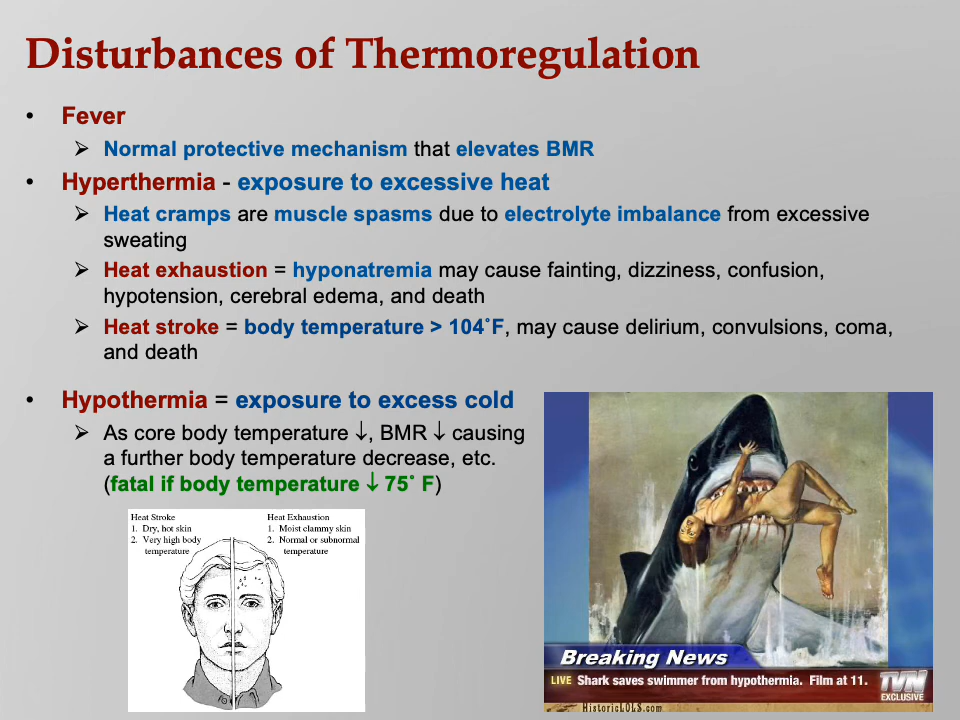 Disturbances of Thermoregulation
• Fever
➢ Normal protective mechanism that elevates BMR
• Hyperthermia - exposure to excessive heat
➢ Heat cramps are muscle spasms due to electrolyte imbalance from excessive
sweating
➢ Heat exhaustion = hyponatremia may cause fainting, dizziness, confusion,
hypotension, cerebral edema, and death
➢ Heat stroke = body temperature > 104˚F, may cause delirium, convulsions, coma,
and death
• Hypothermia = exposure to excess cold
➢ As core body temperature ↓, BMR ↓ causing
a further body temperature decrease, etc.
(fatal if body temperature ↓ 75˚ F)
Heat Stroke
1. Dry, hot skin
2. Very high body
temperature
Heat Exhaustion
1. Moist clammy skin
2. Normal or subnormal
temperature
Breaking News
LIVE Shark saves swimmer from hypothermia. Film at 11.
TVN
EXCLUSIVE
HistoricLOLS.com